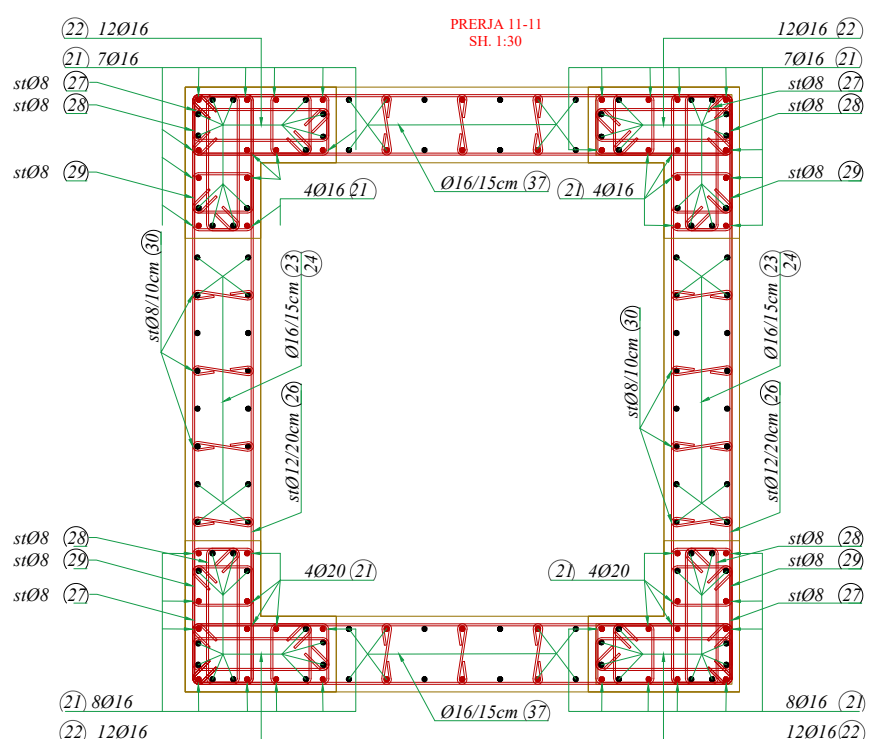 PRERJA 11-11
SH. 1:30
22 12Ø16
12Ø16 22
21 7Ø16
7Ø16 21
stØ8 27
stØ8 27
stØ8 28
stØ8 28
stØ8 29
stØ8 29
4Ø16 21
Ø16/15cm 37
21 4Ø16
stØ8/10cm 30
Ø16/15cm 23
24
stØ12/20cm 26
stØ8/10cm 30
Ø16/15cm 23
24
stØ12/20cm 26
stØ8 28
stØ8 28
stØ8 29
stØ8 29
stØ8 27
stØ8 27
4Ø20 21
21 4Ø20
21 8Ø16
8Ø16 21
Ø16/15cm 37
22 12Ø16
12Ø16 22